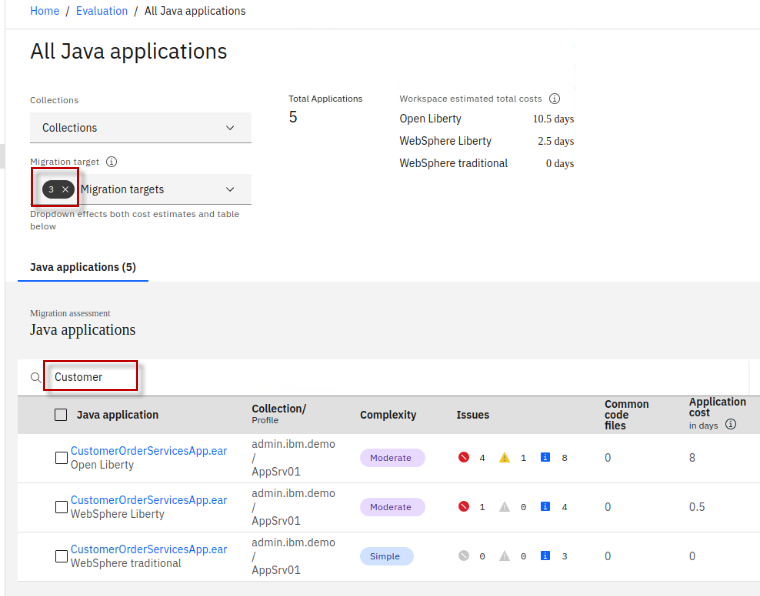 Home / Evaluation / All Java applications
All Java applications
Collections
Collections
Migration target
3 × Migration targets
Dropdown effects both cost estimates and table
below
Total Applications
5
Workspace estimated total costs
Open Liberty 10.5 days
WebSphere Liberty 2.5 days
WebSphere traditional 0 days
Java applications (5)
Migration assessment
Java applications
Customer
Java application
Collection/
Profile
Complexity
Issues
Common
code
files
Application
cost
in days
CustomerOrderServicesApp.ear
Open Liberty
admin.ibm.demo
/
AppSrv01
Moderate
4 1 8
0
8
CustomerOrderServicesApp.ear
WebSphere Liberty
admin.ibm.demo
/
AppSrv01
Moderate
1 0 4
0
0.5
CustomerOrderServicesApp.ear
WebSphere traditional
admin.ibm.demo
/
AppSrv01
Simple
0 0 3
0
0